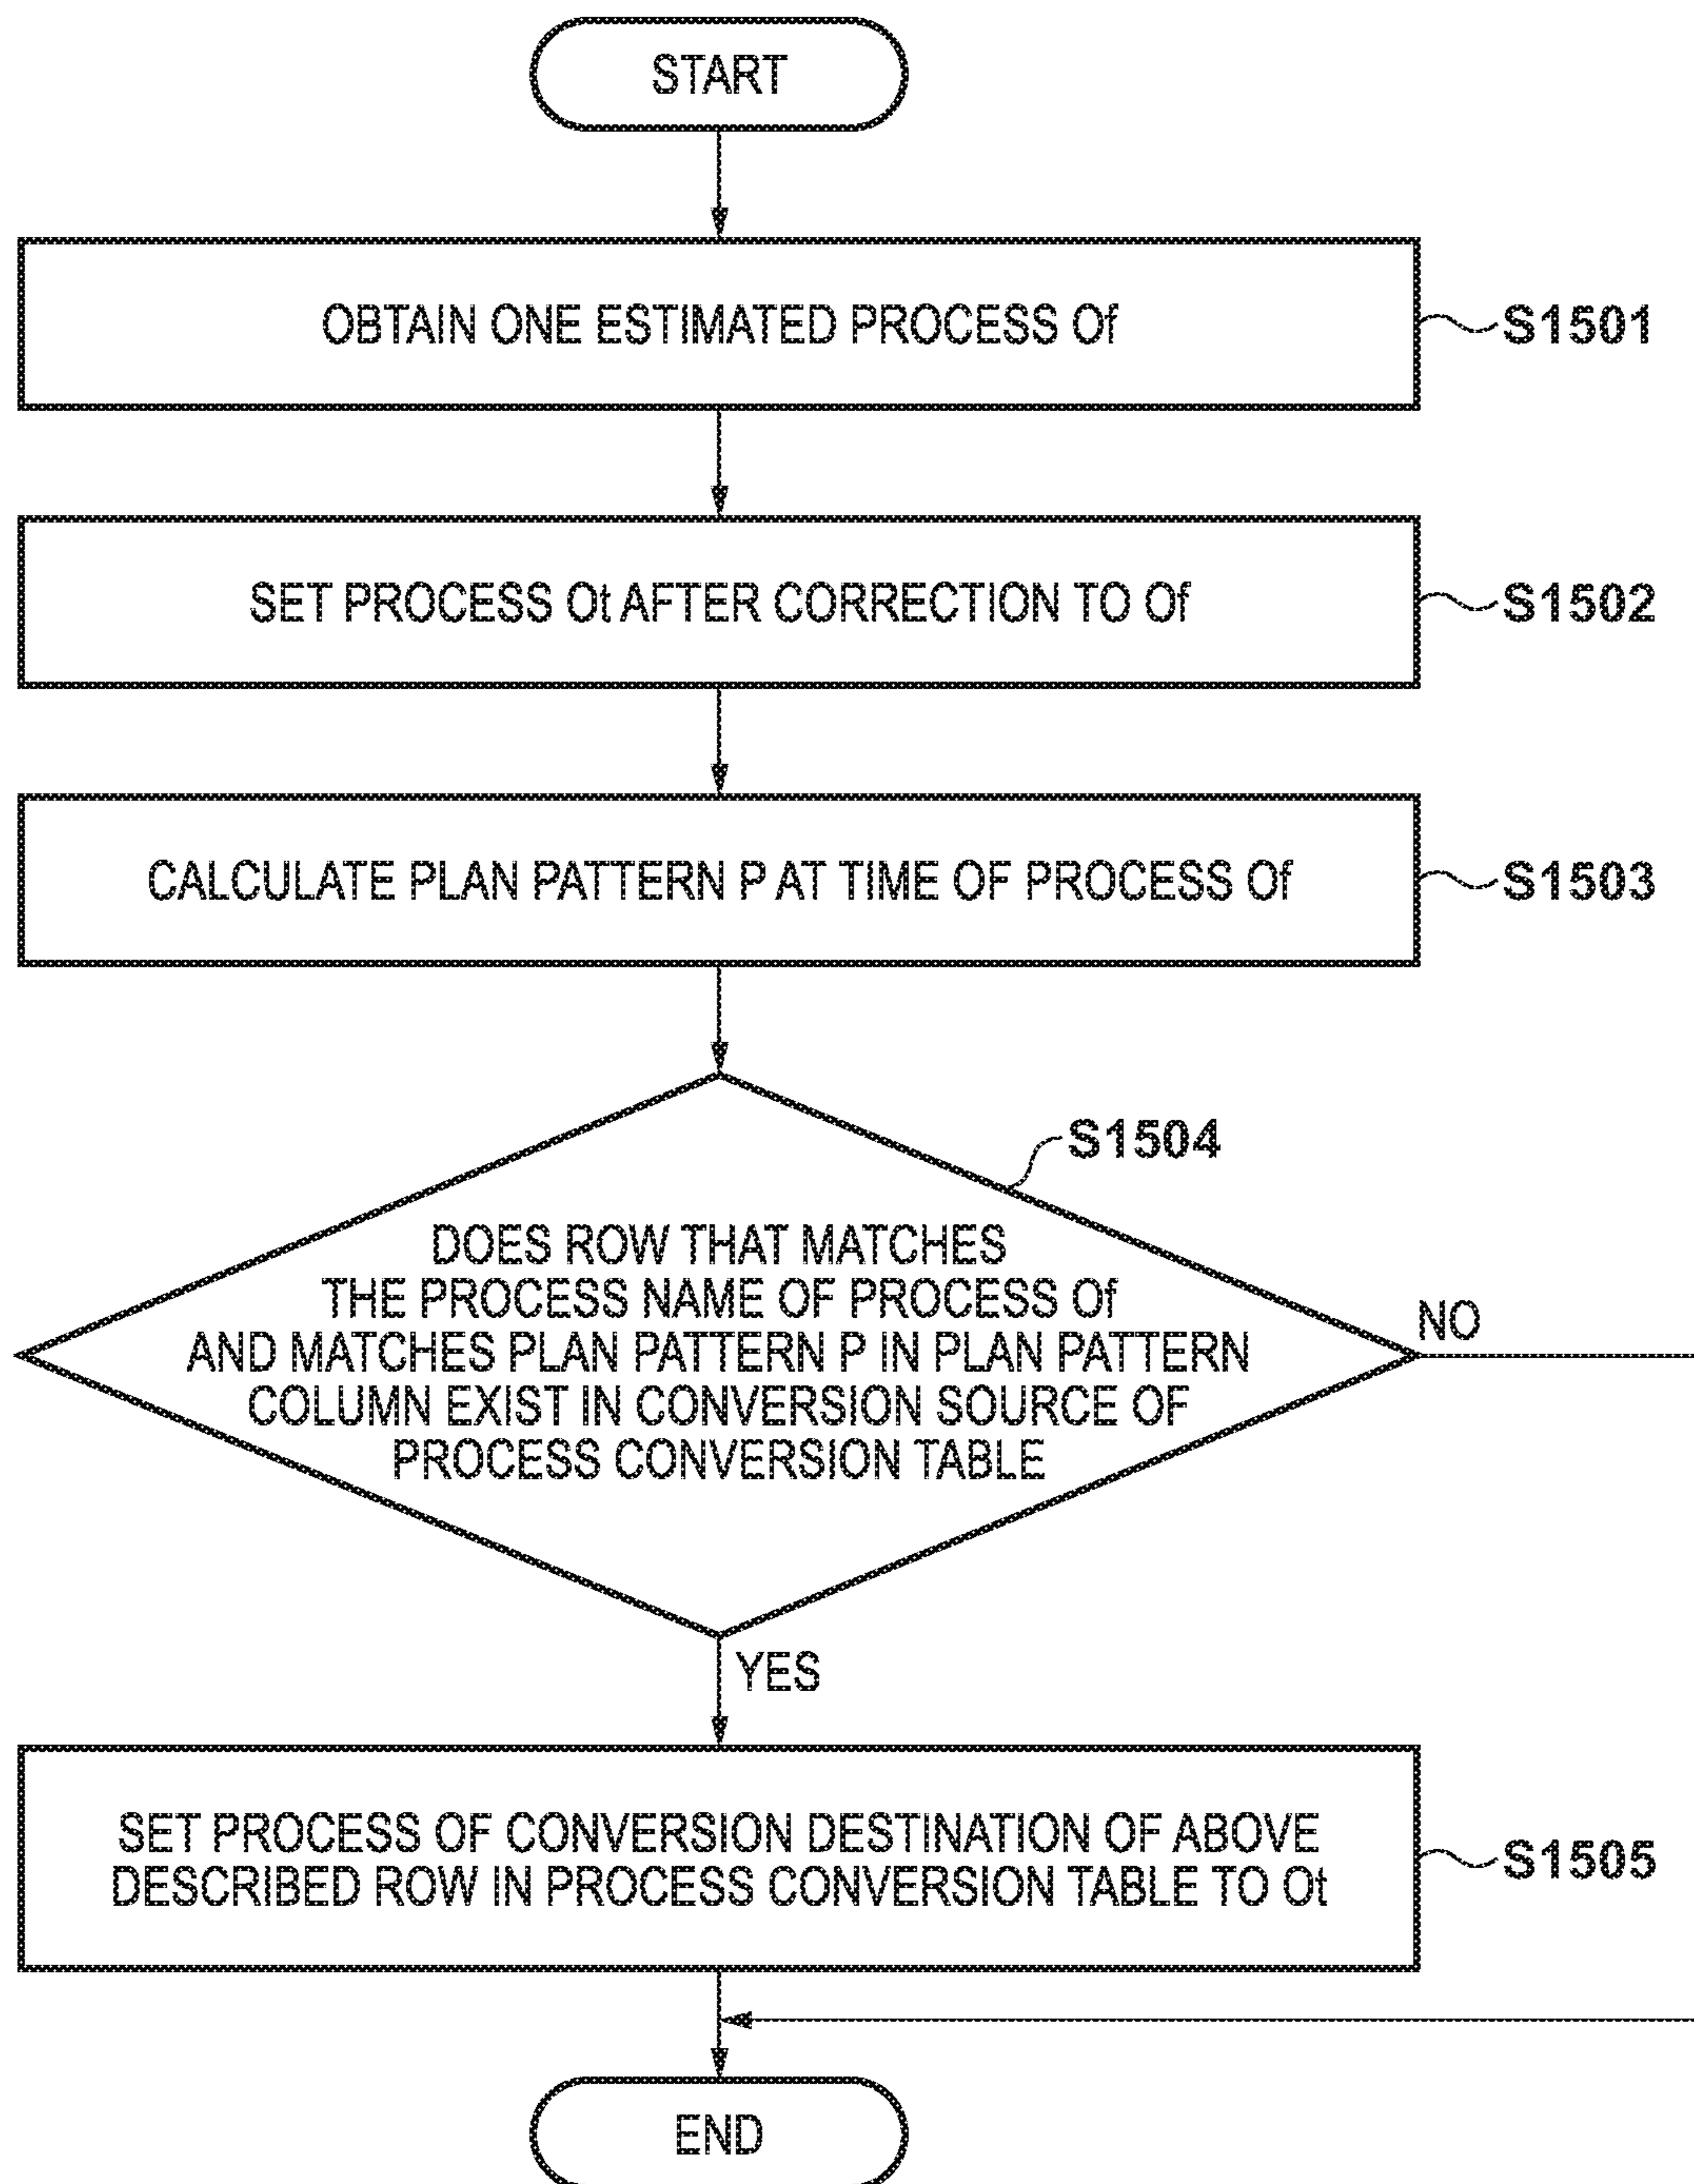 START
OBTAIN ONE ESTIMATED PROCESS Of
S1501
SET PROCESS Ot AFTER CORRECTION TO Of
S1502
CALCULATE PLAN PATTERN P AT TIME OF PROCESS Of
S1503
S1504
DOES ROW THAT MATCHES
THE PROCESS NAME OF PROCESS Of
AND MATCHES PLAN PATTERN P IN PLAN PATTERN
COLUMN EXIST IN CONVERSION SOURCE OF
PROCESS CONVERSION TABLE
NO
YES
SET PROCESS OF CONVERSION DESTINATION OF ABOVE
DESCRIBED ROW IN PROCESS CONVERSION TABLE TO Ot
S1505
END